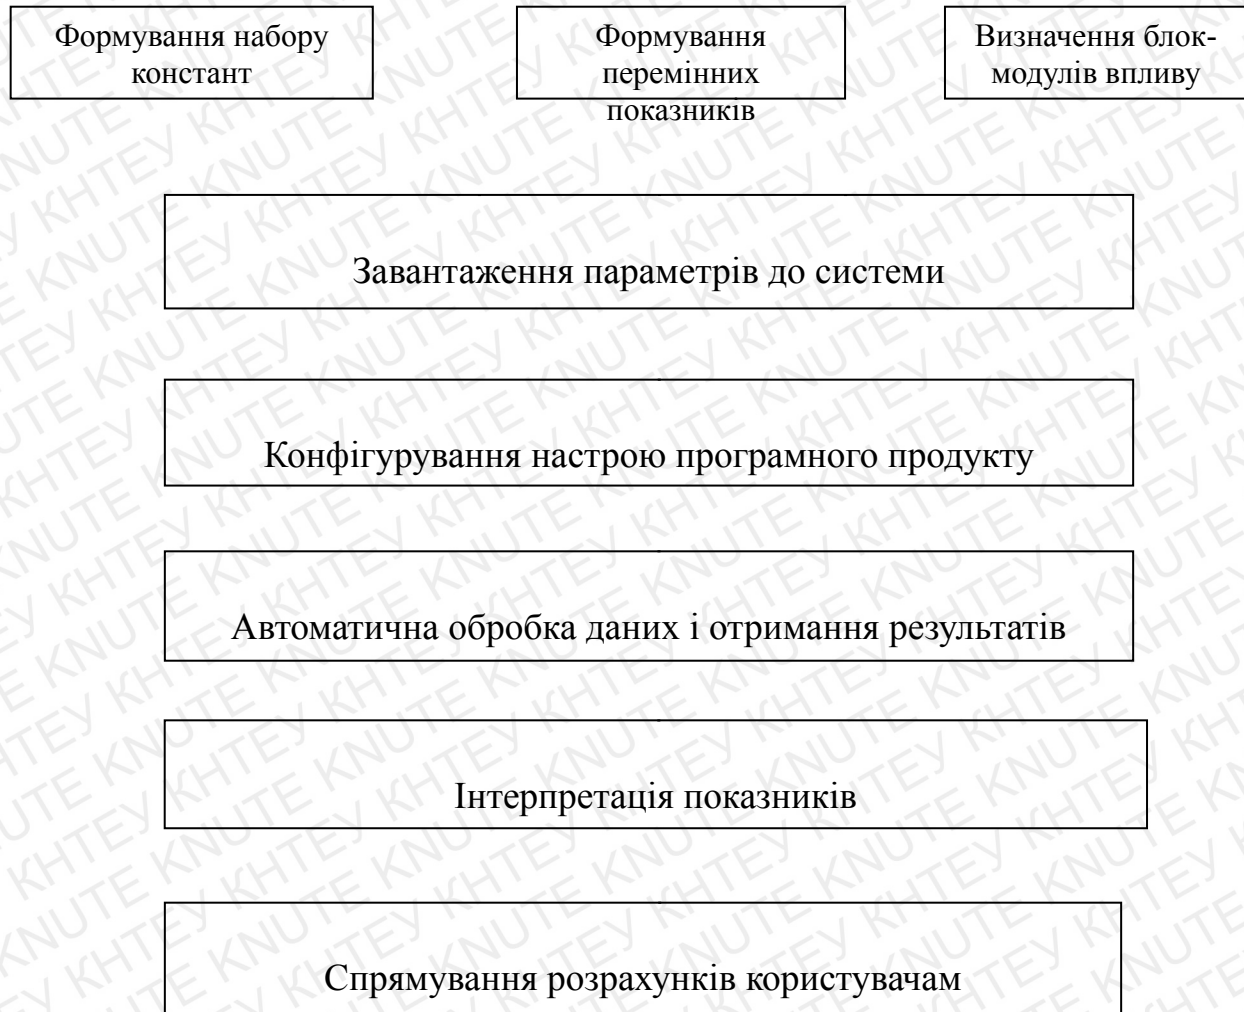 Формування набору
констант
Формування
перемінних
показників
Визначення блок-
модулів впливу
Завантаження параметрів до системи
Конфігурування настрою програмного продукту
Автоматична обробка даних і отримання результатів
Інтерпретація показників
Спрямування розрахунків користувачам